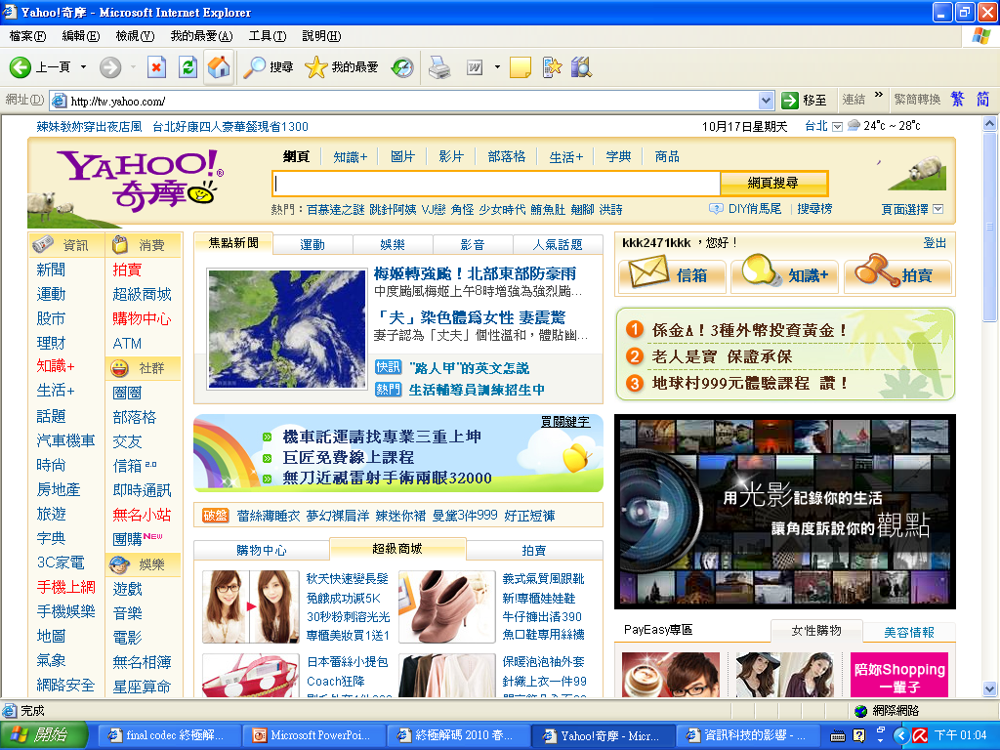 Yahoo!奇摩 - Microsoft Internet Explorer
檔案(F) 編輯(E) 檢視(V) 我的最愛(A) 工具(T) 說明(H)
上一頁 搜尋 我的最愛
網址(D) http://tw.yahoo.com/ 移至 連結 » 繁簡轉換 繁 简
辣妹教妳穿出夜店風 台北好康四人豪華餐現省1300 10月17日星期天 台北 24°c ~ 28°c
YAHOO!® 奇摩
網頁 知識+ 圖片 影片 部落格 生活+ 字典 商品
網頁搜尋
熱門：百慕達之謎 跳針阿姨 VJ戀 角怪 少女時代 鮪魚肚 翹腳 洪詩 DIY俏馬尾 搜尋榜 頁面選擇
資訊
新聞
運動
股市
理財
知識+
生活+
話題
汽車機車
時尚
房地產
旅遊
字典
3C家電
手機上網
手機娛樂
地圖
氣象
網路安全
消費
拍賣
超級商城
購物中心
ATM
社群
圈圈
部落格
交友
信箱 2.0
即時通訊
無名小站
團購 NEW
娛樂
遊戲
音樂
電影
無名相簿
星座算命
焦點新聞 運動 娛樂 影音 人氣話題
梅姬轉強颱！北部東部防豪雨
中度颱風梅姬上午8時增強為強烈颱...
「夫」染色體為女性 妻震驚
妻子認為「丈夫」個性溫和，體貼幽...
快訊 "路人甲"的英文怎說
熱門 生活輔導員訓練招生中
買關鍵字
機車託運請找專業三重上坤
巨匠免費線上課程
無刀近視雷射手術兩眼32000
破盤 蕾絲薄睡衣 夢幻裸肩洋 辣迷你裙 曼黛3件999 好正短褲
購物中心 超級商城 拍賣
秋天快速變長髮
免餓成功減5K
30秒粉刺溶光光
專櫃美妝買1送1
義式氣質風跟靴
新!專櫃娃娃鞋
牛仔褲出清390
魚口鞋專用絲襪
日本蕾絲小提包
Coach狂降
保暖泡泡袖外套
針織上衣一件99
kkk2471kkk ，您好！ 登出
信箱 知識+ 拍賣
1 係金A！3種外幣投資黃金！
2 老人是寶 保證承保
3 地球村999元體驗課程 讚！
用光影記錄你的生活
讓角度訴說你的觀點
PayEasy專區 女性購物 美容情報
陪妳Shopping
一輩子
完成 網際網路
開始 final codec 終極解... Microsoft PowerPoi... 終極解碼 2010 春... Yahoo!奇摩 - Micr... 資訊科技的影響 - ... 下午 01:04